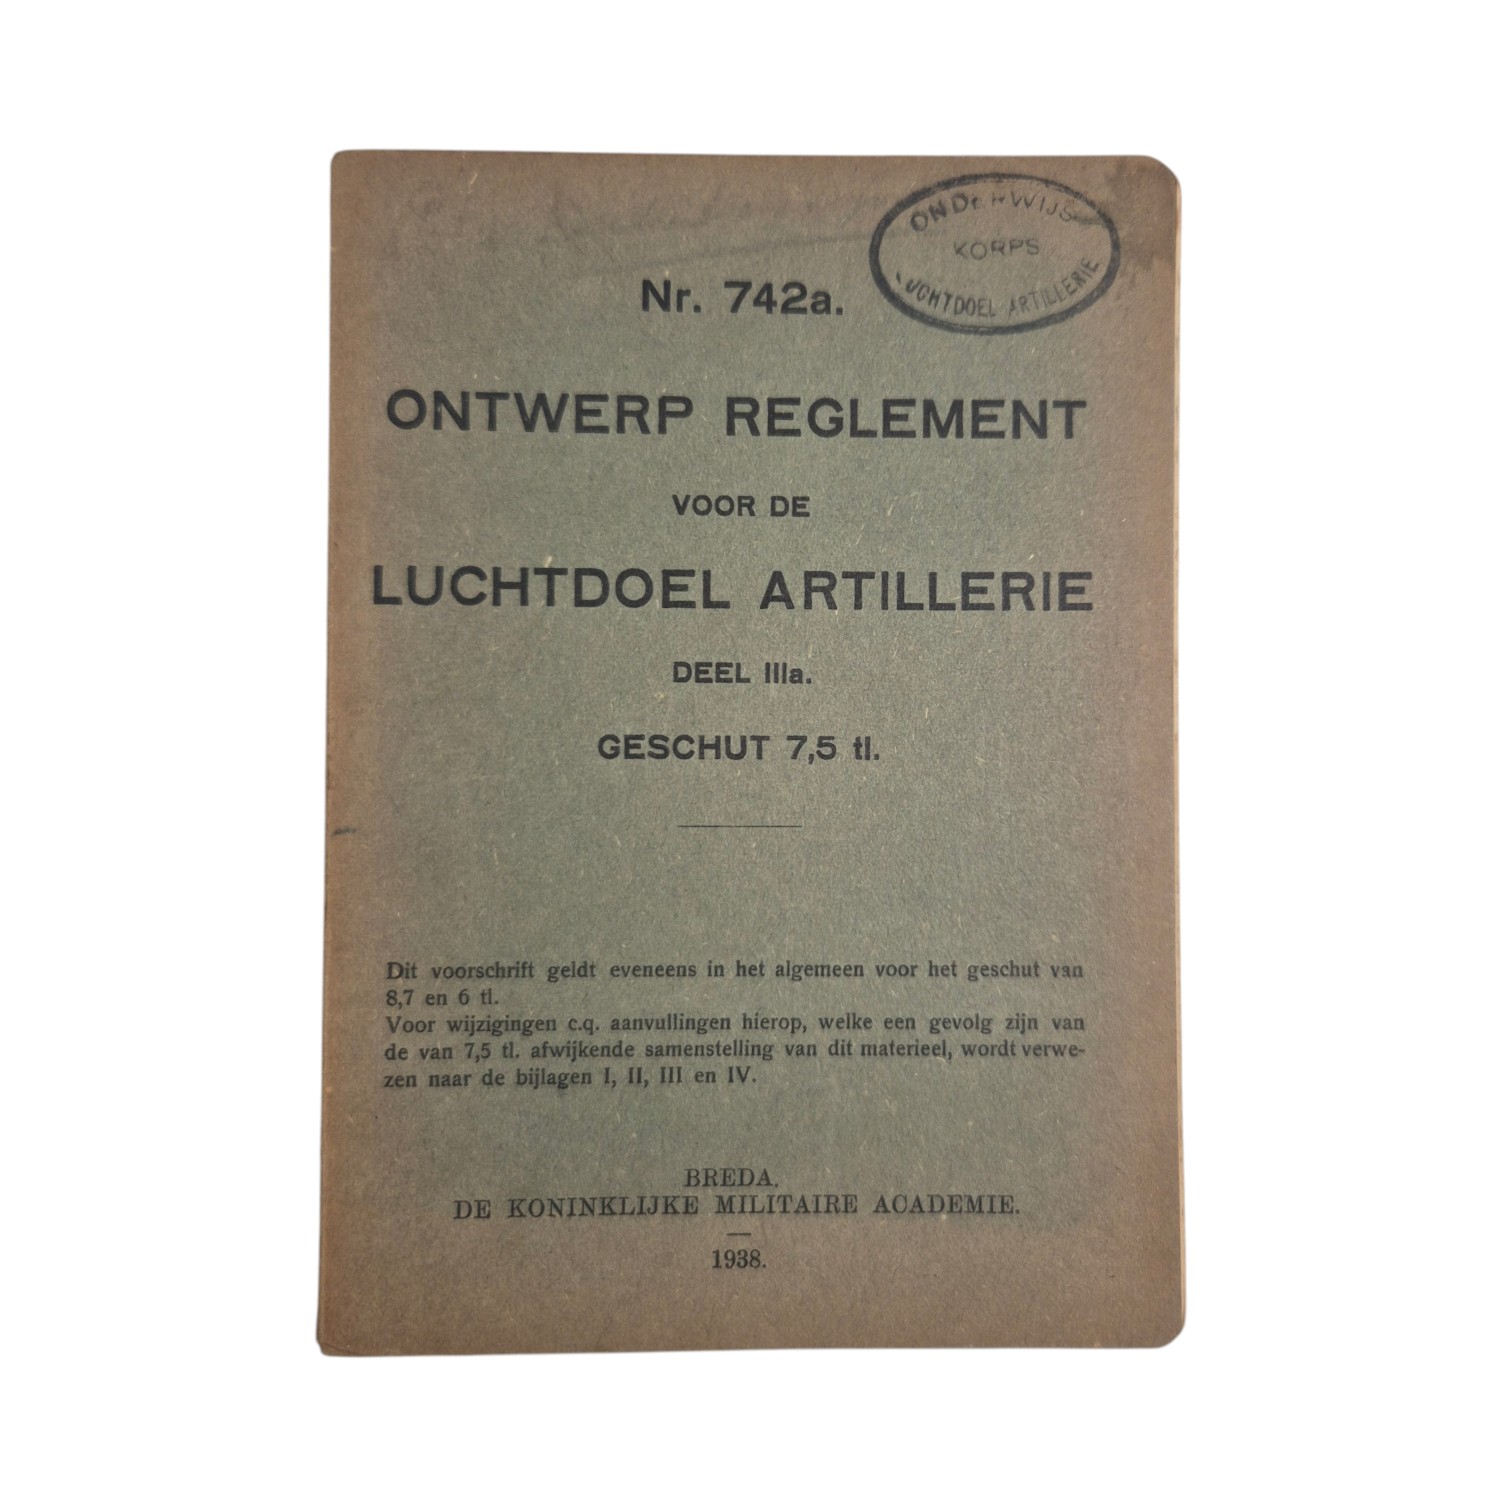 ONDERWIJS
KORPS
LUCHTDOEL ARTILLERIE
Nr. 742a.
ONTWERP REGLEMENT
VOOR DE
LUCHTDOEL ARTILLERIE
DEEL IIIa.
GESCHUT 7,5 tl.
Dit voorschrift geldt eveneens in het algemeen voor het geschut van
8,7 en 6 tl.
Voor wijzigingen c.q. aanvullingen hierop, welke een gevolg zijn van
de van 7,5 tl. afwijkende samenstelling van dit materieel, wordt verwe-
zen naar de bijlagen I, II, III en IV.
BREDA.
DE KONINKLIJKE MILITAIRE ACADEMIE.
1938.